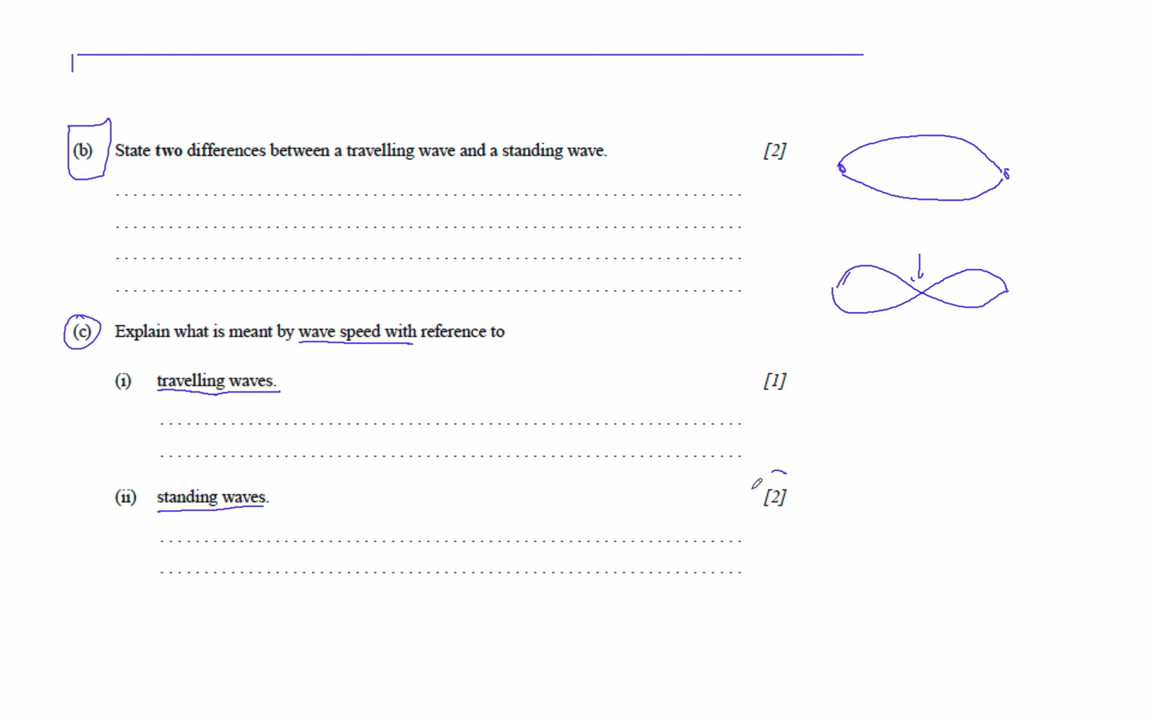 (b) State two differences between a travelling wave and a standing wave. [2]
(c) Explain what is meant by wave speed with reference to
(i) travelling waves. [1]
(ii) standing waves. [2]